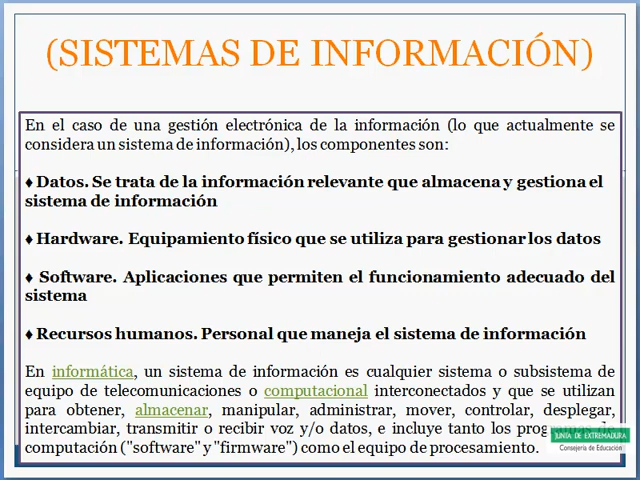 (SISTEMAS DE INFORMACIÓN)
En el caso de una gestión electrónica de la información (lo que actualmente se
considera un sistema de información), los componentes son:
♦ Datos. Se trata de la información relevante que almacena y gestiona el
sistema de información
♦ Hardware. Equipamiento físico que se utiliza para gestionar los datos
♦ Software. Aplicaciones que permiten el funcionamiento adecuado del
sistema
♦ Recursos humanos. Personal que maneja el sistema de información
En informática, un sistema de información es cualquier sistema o subsistema de
equipo de telecomunicaciones o computacional interconectados y que se utilizan
para obtener, almacenar, manipular, administrar, mover, controlar, desplegar,
intercambiar, transmitir o recibir voz y/o datos, e incluye tanto los
computación ("software" y "firmware") como el equipo de procesamiento.
JUNTA DE EXTREMADURA
Consejería de Educación